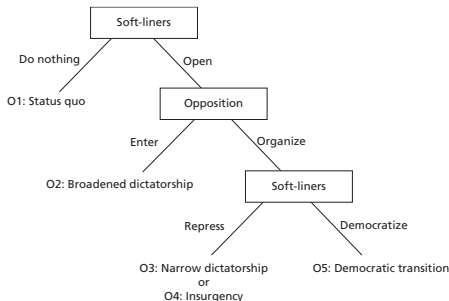 Soft-liners
Do nothing
Open
O1: Status quo
Opposition
Enter
Organize
O2: Broadened dictatorship
Soft-liners
Repress
Democratize
O3: Narrow dictatorship
or
O4: Insurgency
O5: Democratic transition